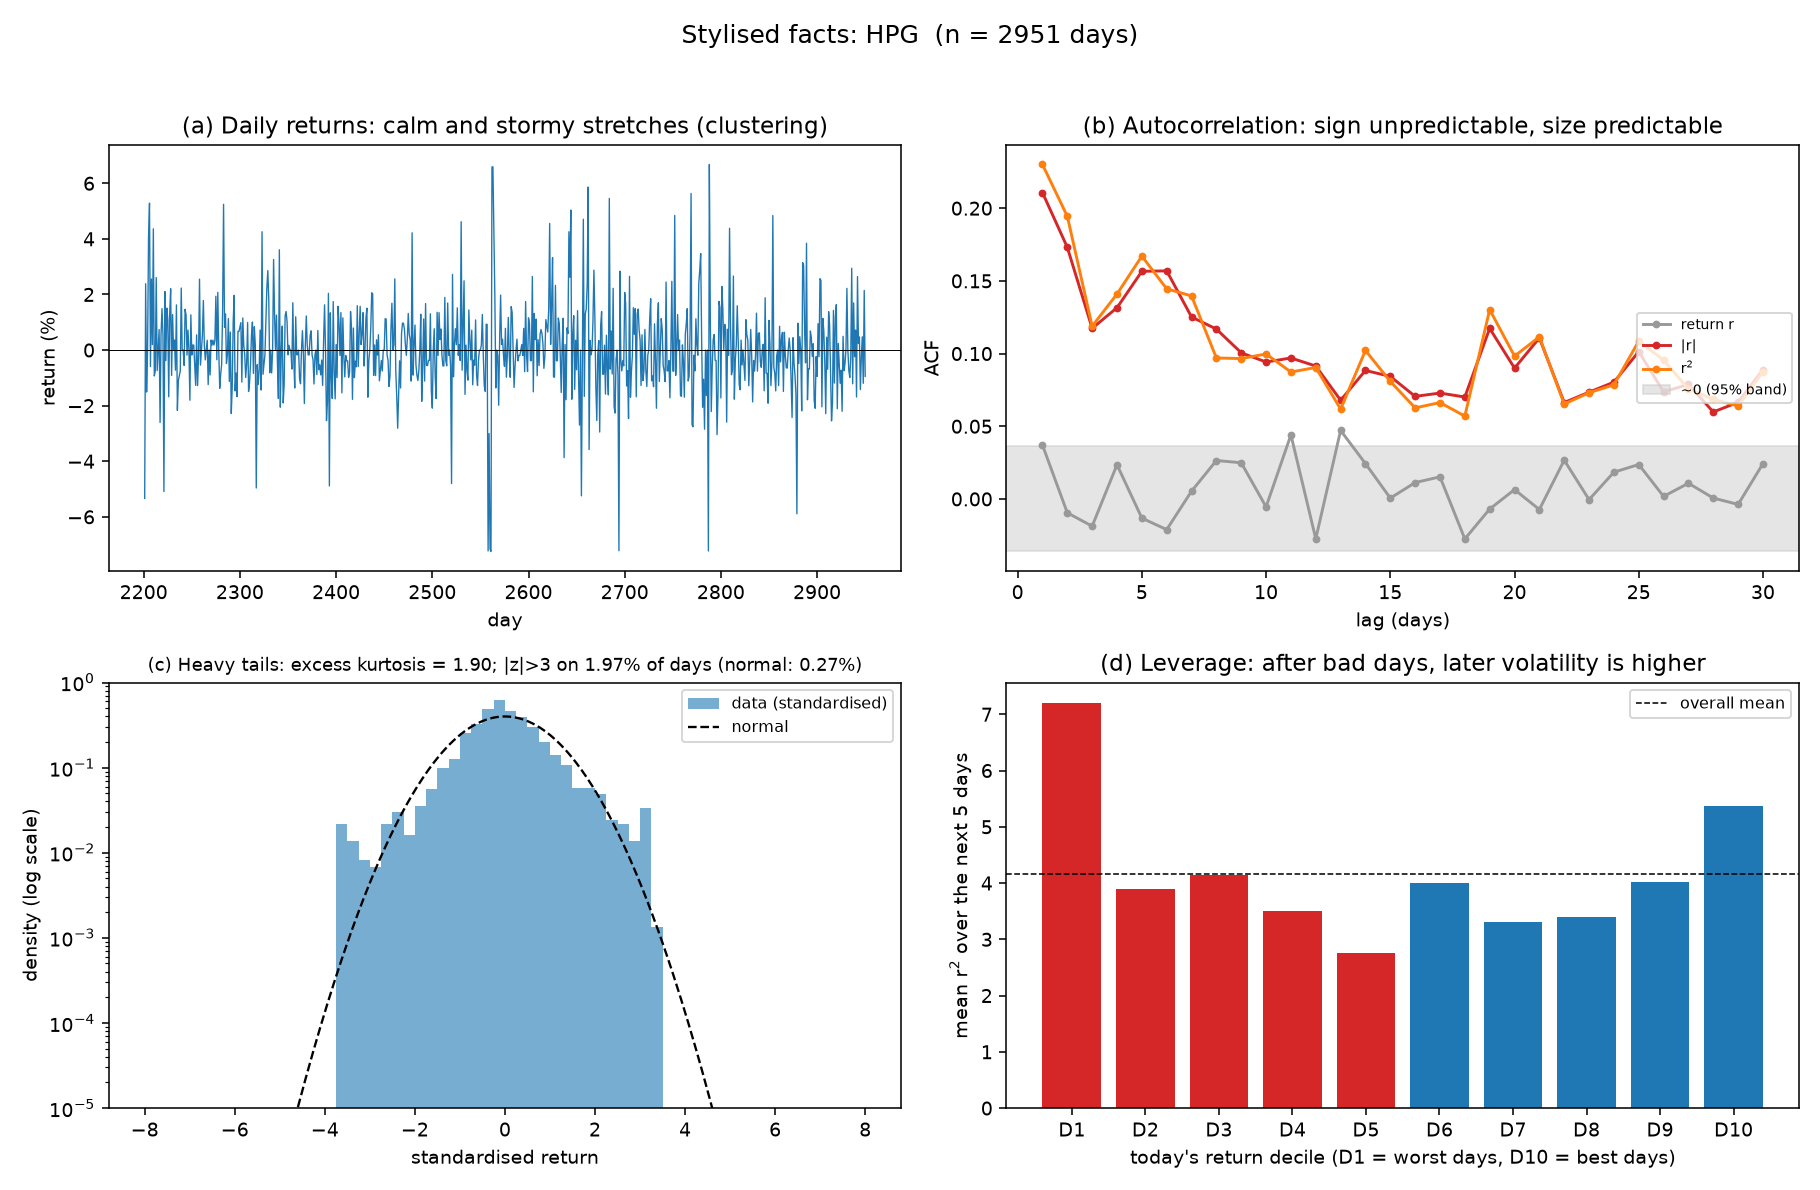 Stylised facts: HPG (n = 2951 days)
(a) Daily returns: calm and stormy stretches (clustering)
return (%)
6
4
2
0
−2
−4
−6
2200 2300 2400 2500 2600 2700 2800 2900
day
(b) Autocorrelation: sign unpredictable, size predictable
ACF
0.20
0.15
0.10
0.05
0.00
return r
|r|
r²
~0 (95% band)
0 5 10 15 20 25 30
lag (days)
(c) Heavy tails: excess kurtosis = 1.90; |z|>3 on 1.97% of days (normal: 0.27%)
density (log scale)
10⁰
10⁻¹
10⁻²
10⁻³
10⁻⁴
10⁻⁵
data (standardised)
normal
−8 −6 −4 −2 0 2 4 6 8
standardised return
(d) Leverage: after bad days, later volatility is higher
mean r² over the next 5 days
7
6
5
4
3
2
1
0
overall mean
D1 D2 D3 D4 D5 D6 D7 D8 D9 D10
today's return decile (D1 = worst days, D10 = best days)